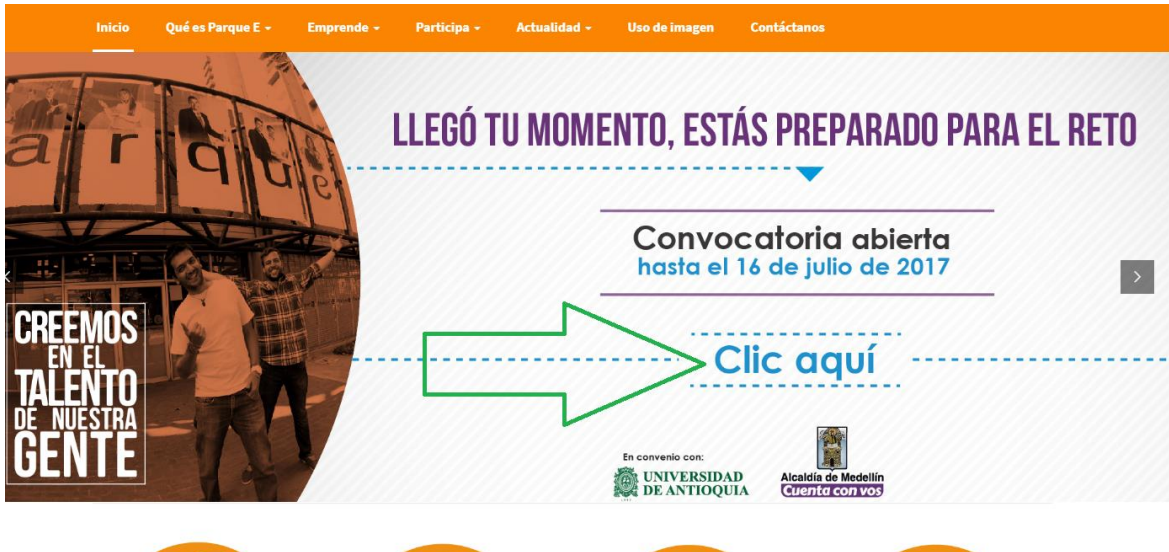 Inicio
Qué es Parque E
Emprende
Participa
Actualidad
Uso de imagen
Contáctanos
arque
LLEGÓ TU MOMENTO, ESTÁS PREPARADO PARA EL RETO
Convocatoria abierta
hasta el 16 de julio de 2017
Clic aquí
CREEMOS
EN EL
TALENTO
DE NUESTRA
GENTE
En convenio con:
UNIVERSIDAD
DE ANTIOQUIA
Alcaldía de Medellín
Cuenta con vos